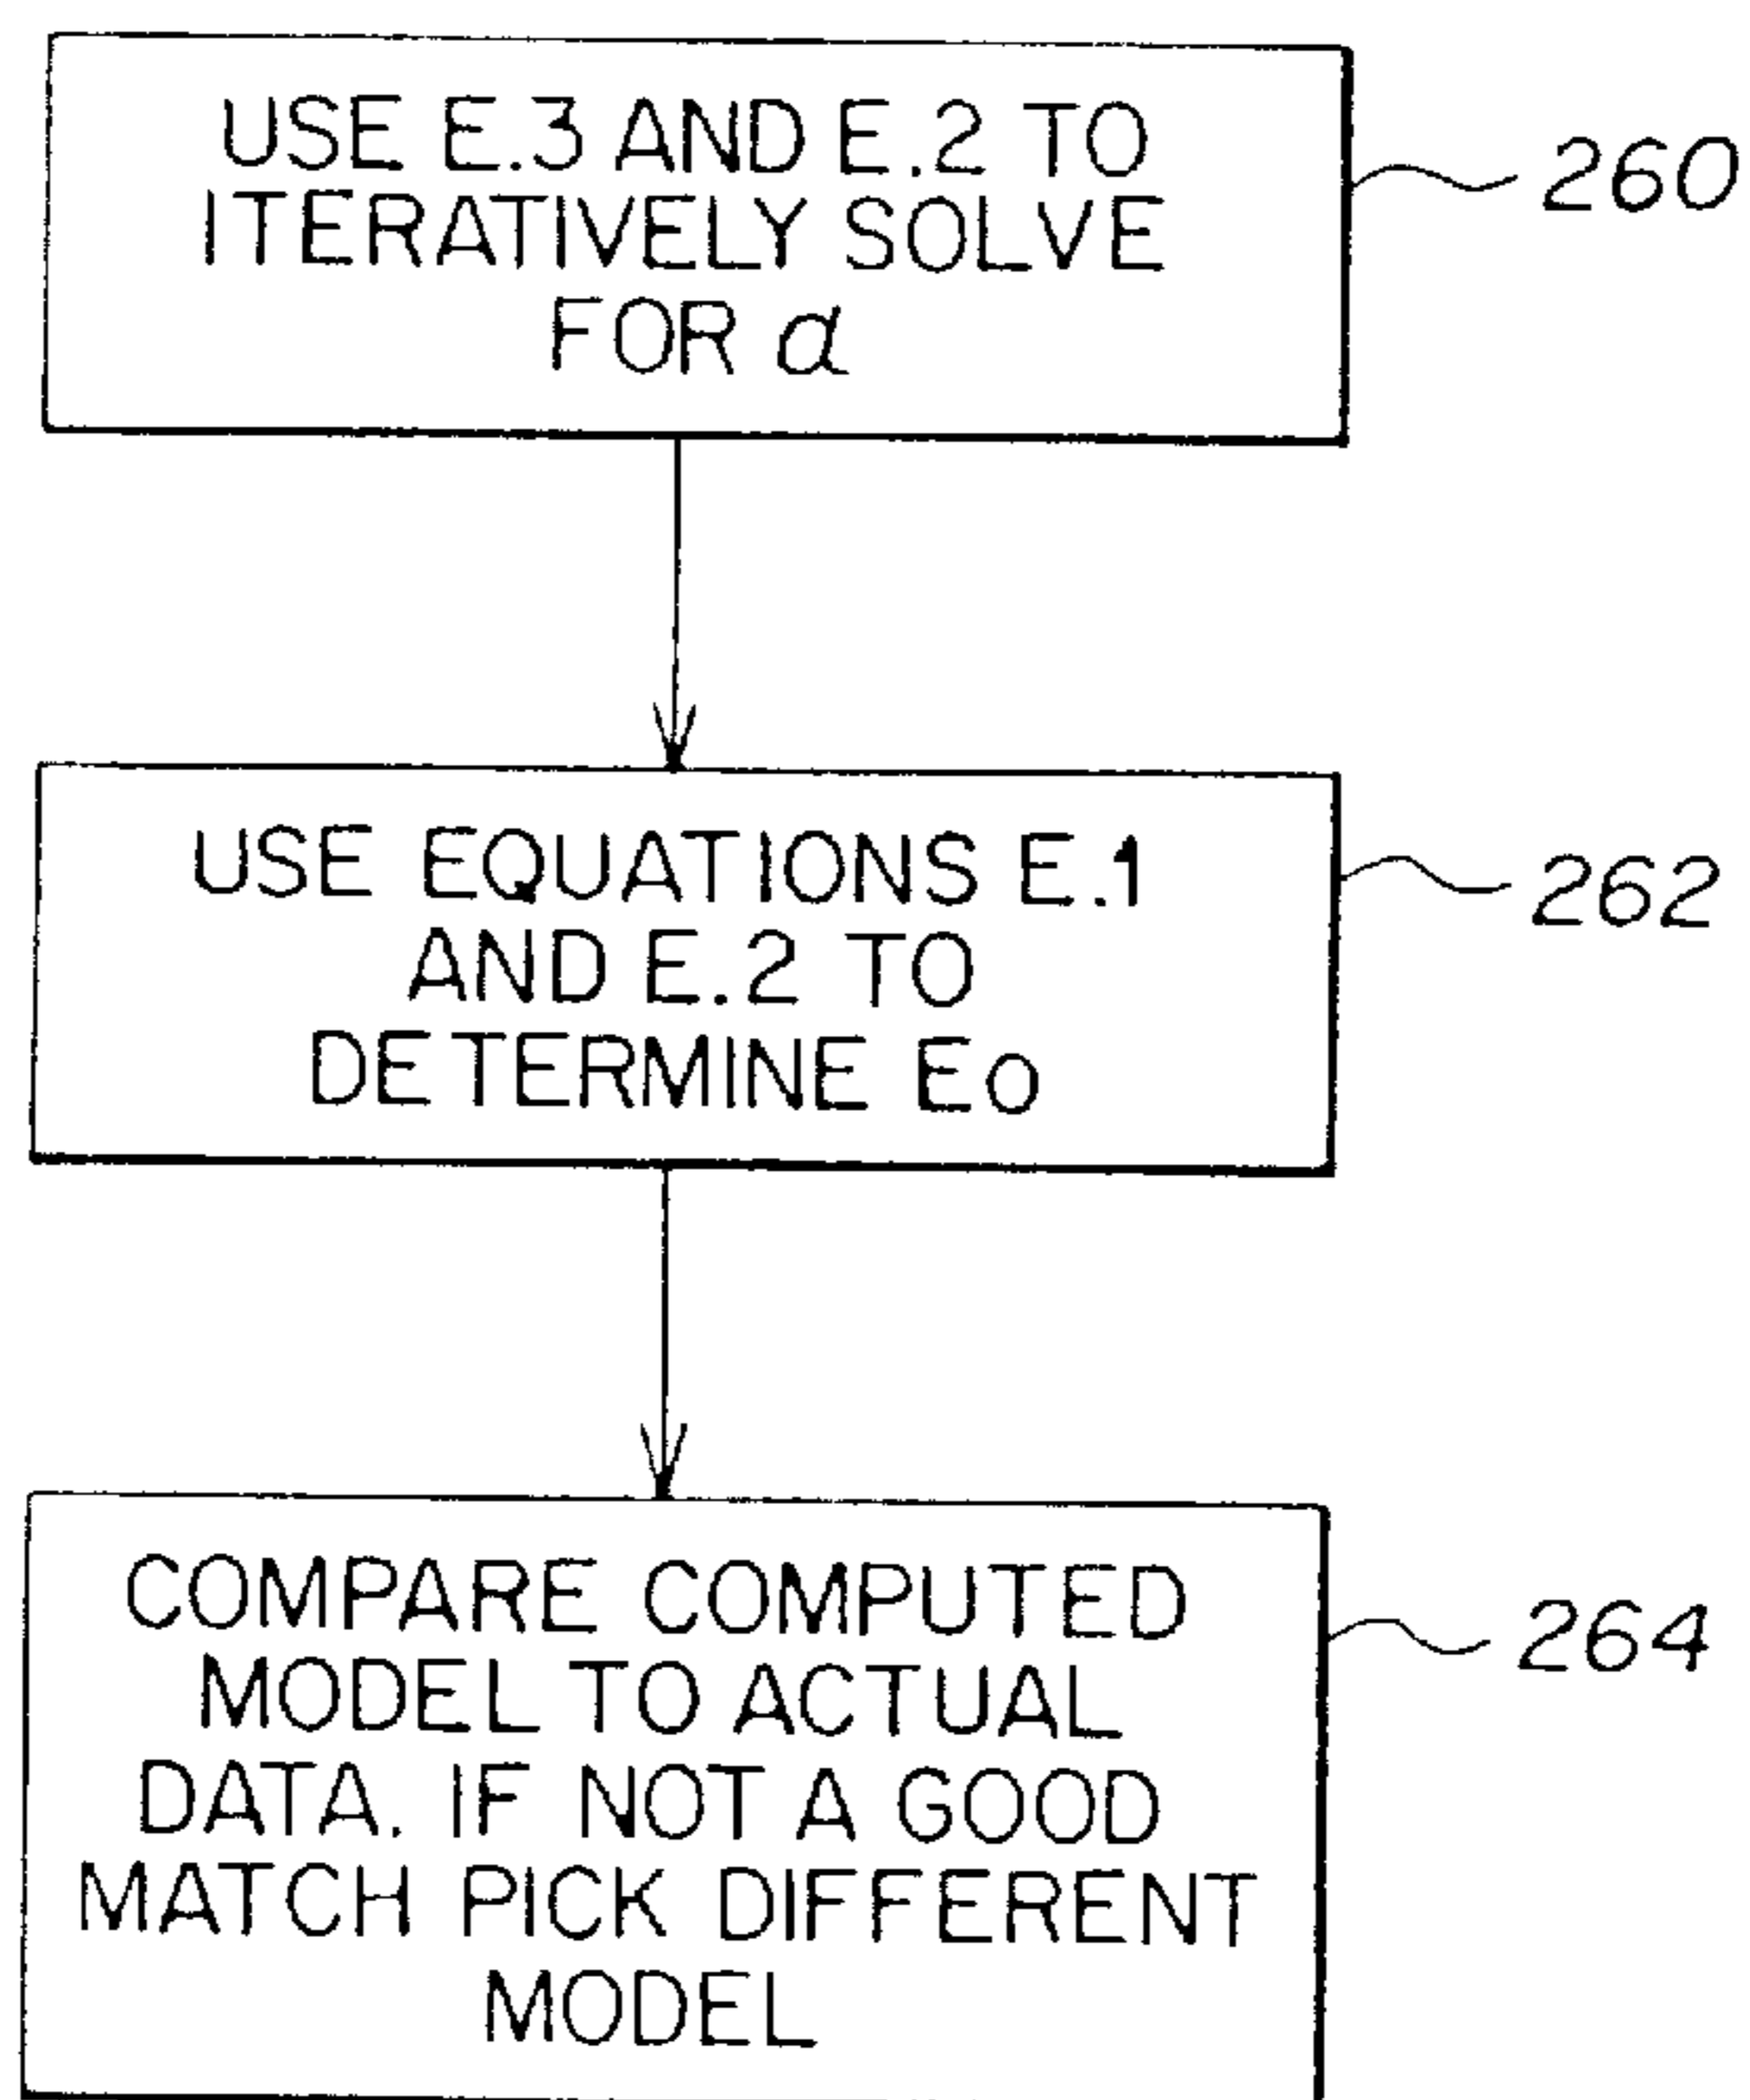 USE E.3 AND E.2 TO
ITERATIVELY SOLVE
FOR α
260
USE EQUATIONS E.1
AND E.2 TO
DETERMINE EO
262
COMPARE COMPUTED
MODEL TO ACTUAL
DATA. IF NOT A GOOD
MATCH PICK DIFFERENT
MODEL
264